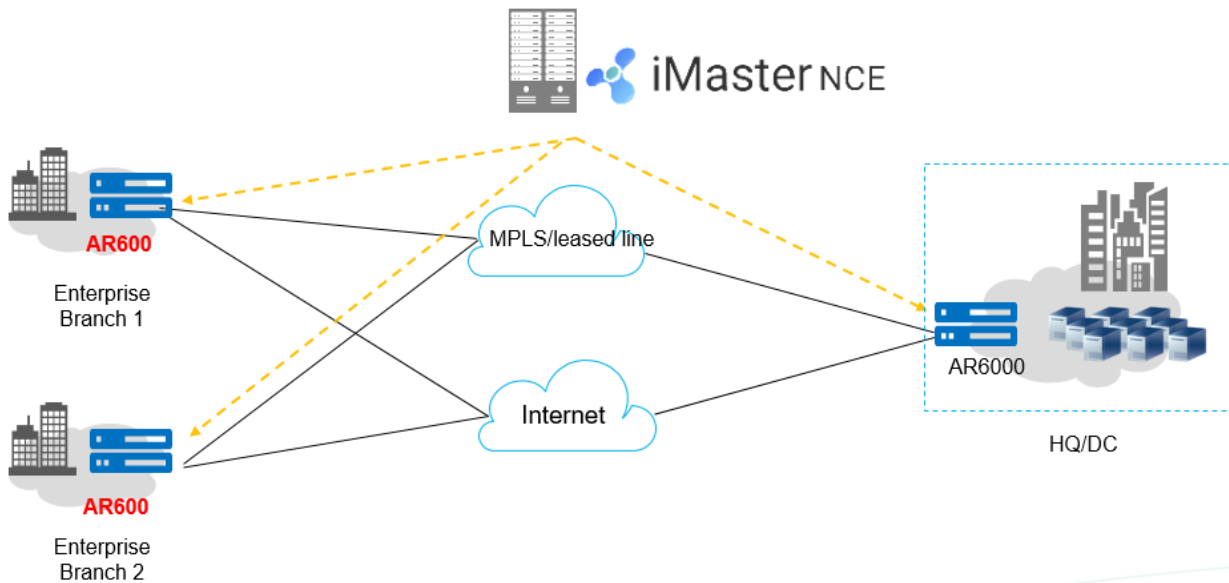 iMaster NCE
AR600
Enterprise
Branch 1
MPLS/leased line
AR6000
HQ/DC
Internet
AR600
Enterprise
Branch 2